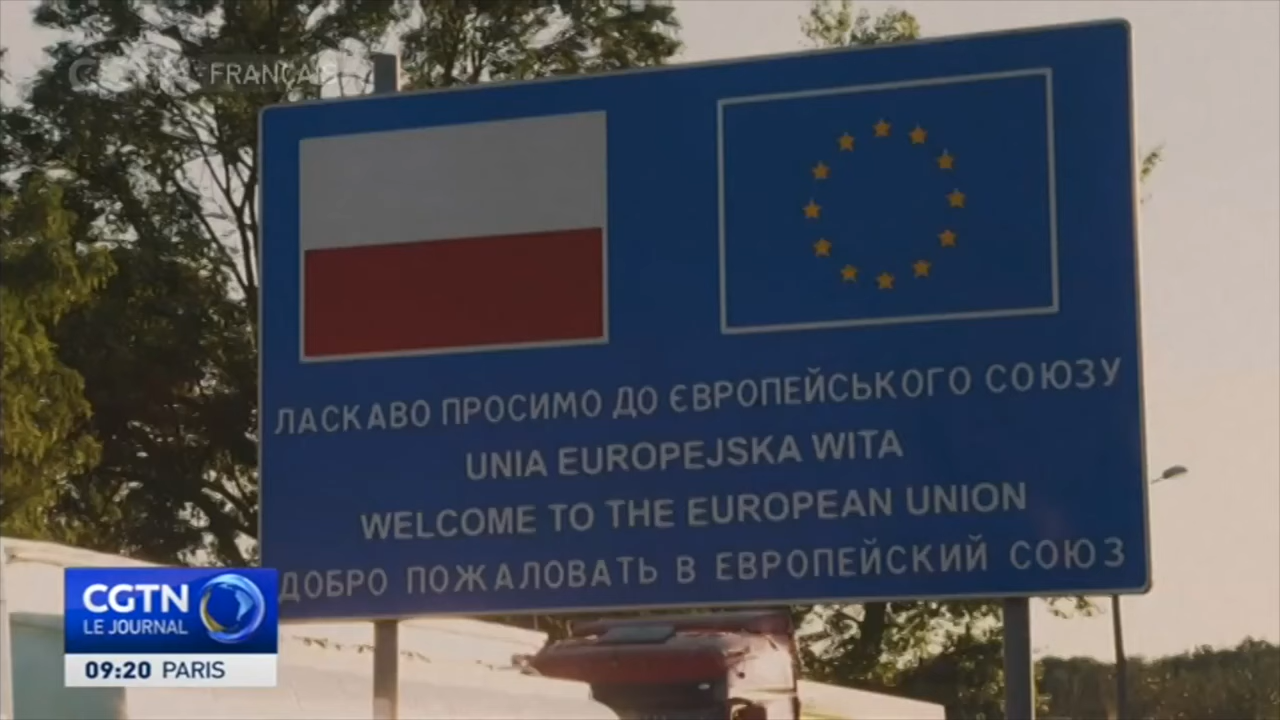 CGTN FRANÇAIS
ЛАСКАВО ПРОСИМО ДО ЄВРОПЕЙСЬКОГО СОЮЗУ
UNIA EUROPEJSKA WITA
WELCOME TO THE EUROPEAN UNION
ДОБРО ПОЖАЛОВАТЬ В ЕВРОПЕЙСКИЙ СОЮЗ
CGTN
LE JOURNAL
09:20 PARIS